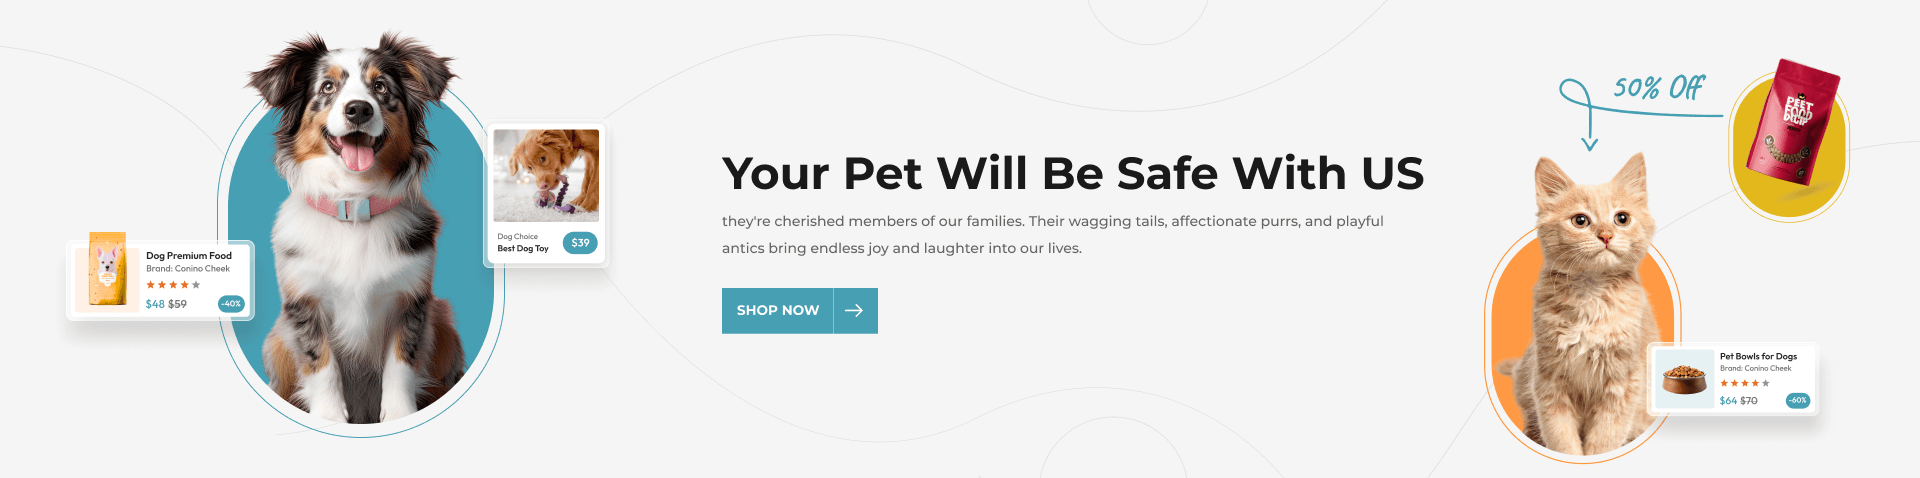 Dog Premium Food
Brand: Conino Cheek
$48 $59
-40%
Dog Choice
Best Dog Toy
$39
Your Pet Will Be Safe With US
they're cherished members of our families. Their wagging tails, affectionate purrs, and playful
antics bring endless joy and laughter into our lives.
SHOP NOW
50% Off
PEET
FOOD
Pet Bowls for Dogs
Brand: Conino Cheek
$64 $70
-60%